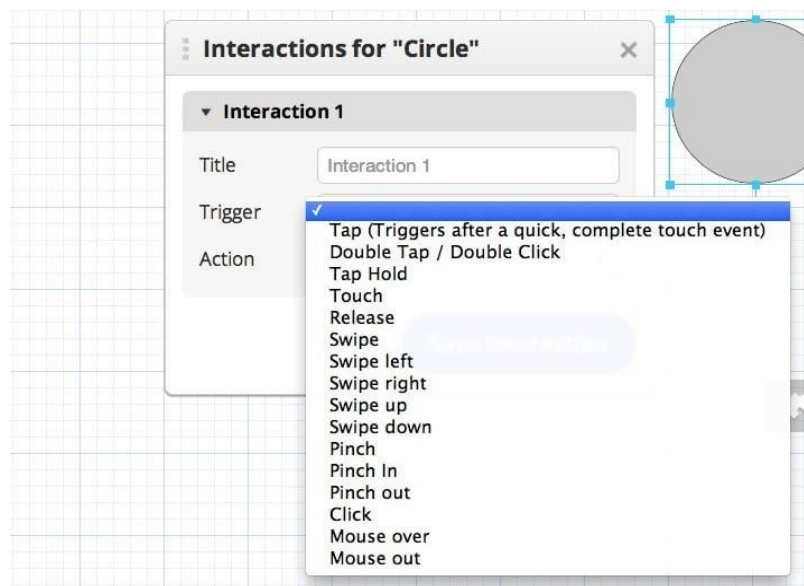 Interactions for "Circle"
Interaction 1
Title
Interaction 1
Trigger
Action
Tap (Triggers after a quick, complete touch event)
Double Tap / Double Click
Tap Hold
Touch
Release
Swipe
Swipe left
Swipe right
Swipe up
Swipe down
Pinch
Pinch In
Pinch out
Click
Mouse over
Mouse out